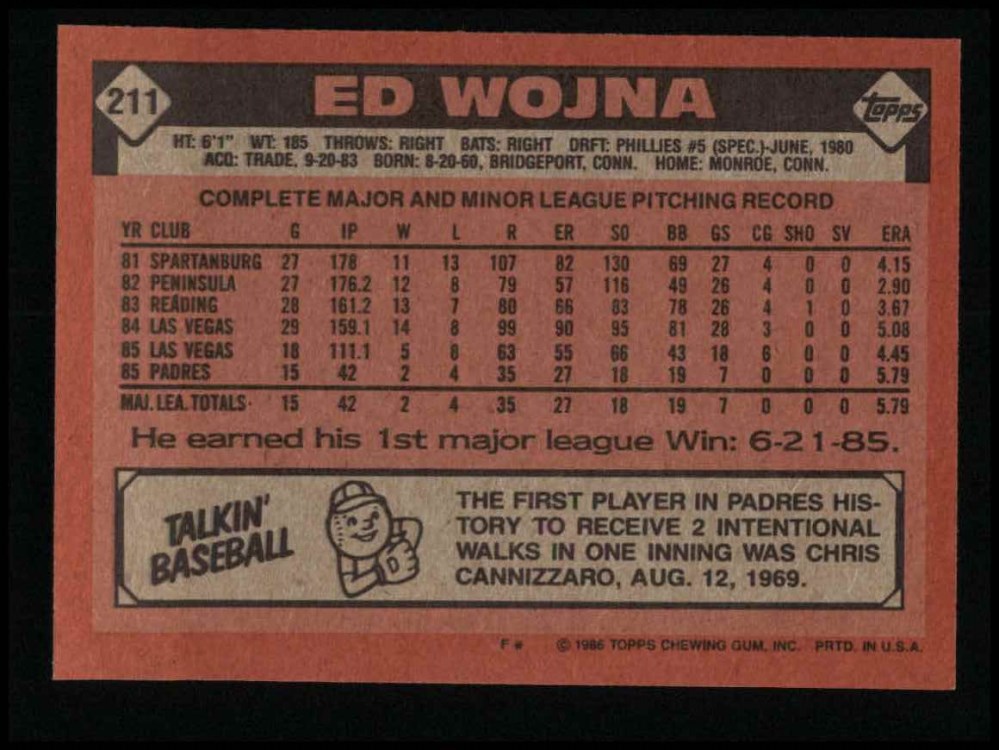 211
ED WOJNA
topps
HT: 6'1" WT: 185 THROWS: RIGHT BATS: RIGHT DRFT: PHILLIES #5 (SPEC.)-JUNE, 1980
ACQ: TRADE, 9-20-83 BORN: 8-20-60, BRIDGEPORT, CONN. HOME: MONROE, CONN.
COMPLETE MAJOR AND MINOR LEAGUE PITCHING RECORD
YR CLUB G IP W L R ER SO BB GS CG SHO SV ERA
81 SPARTANBURG 27 178 11 13 107 82 130 69 27 4 0 0 4.15
82 PENINSULA 27 176.2 12 8 79 57 116 49 26 4 0 0 2.90
83 READING 28 161.2 13 7 80 66 83 78 26 4 1 0 3.67
84 LAS VEGAS 29 159.1 14 8 99 90 95 81 28 3 0 0 5.08
85 LAS VEGAS 18 111.1 5 8 63 55 66 43 18 6 0 0 4.45
85 PADRES 15 42 2 4 35 27 18 19 7 0 0 0 5.79
MAJ. LEA. TOTALS 15 42 2 4 35 27 18 19 7 0 0 0 5.79
He earned his 1st major league Win: 6-21-85.
TALKIN'
BASEBALL
THE FIRST PLAYER IN PADRES HIS-
TORY TO RECEIVE 2 INTENTIONAL
WALKS IN ONE INNING WAS CHRIS
CANNIZZARO, AUG. 12, 1969.
F * © 1986 TOPPS CHEWING GUM, INC. PRTD. IN U.S.A.